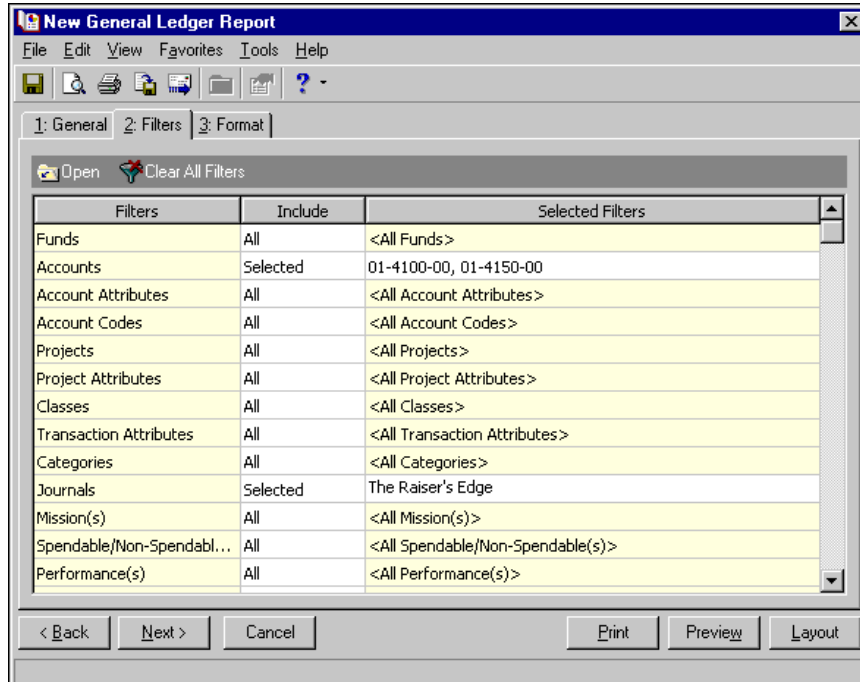 New General Ledger Report
File Edit View Favorites Tools Help
1: General 2: Filters 3: Format
Open Clear All Filters
Filters Include Selected Filters
Funds All <All Funds>
Accounts Selected 01-4100-00, 01-4150-00
Account Attributes All <All Account Attributes>
Account Codes All <All Account Codes>
Projects All <All Projects>
Project Attributes All <All Project Attributes>
Classes All <All Classes>
Transaction Attributes All <All Transaction Attributes>
Categories All <All Categories>
Journals Selected The Raiser's Edge
Mission(s) All <All Mission(s)>
Spendable/Non-Spendabl... All <All Spendable/Non-Spendable(s)>
Performance(s) All <All Performance(s)>
< Back Next > Cancel Print Preview Layout